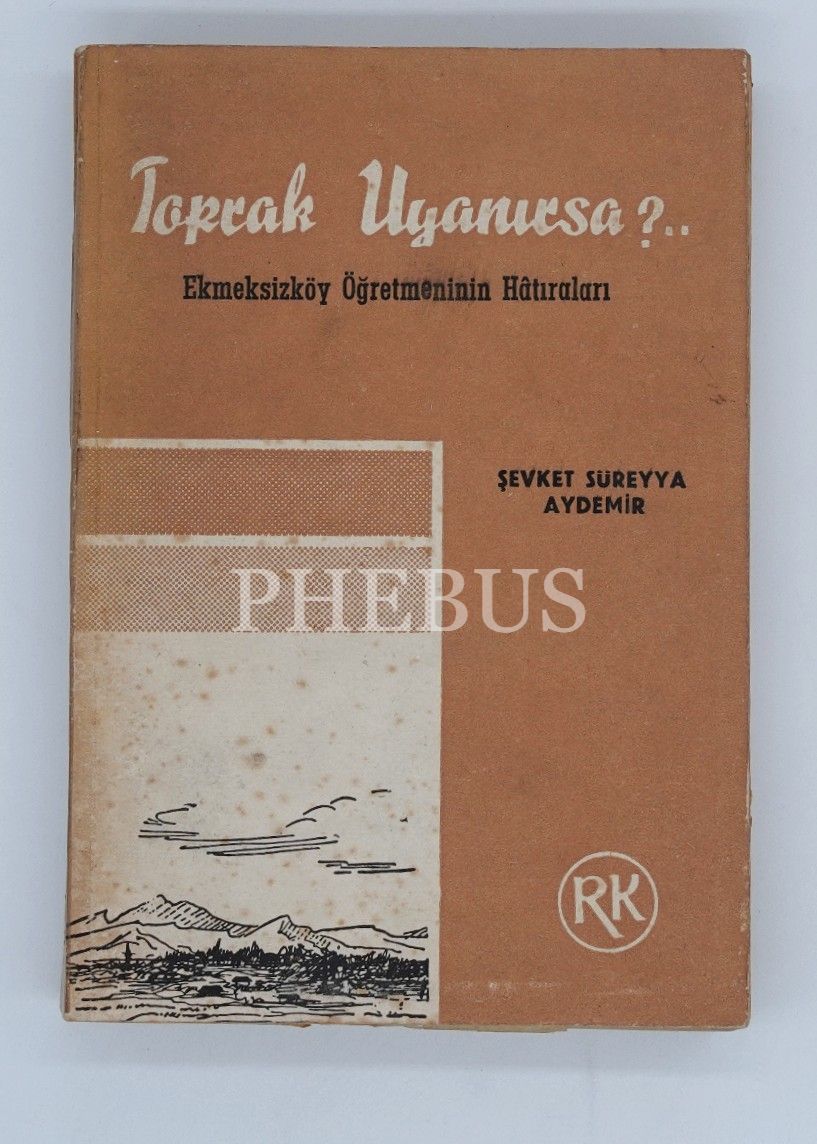 Toprak Uyanırsa?..
Ekmeksizköy Öğretmeninin Hâtıraları
ŞEVKET SÜREYYA
AYDEMİR
PHEBUS
RK